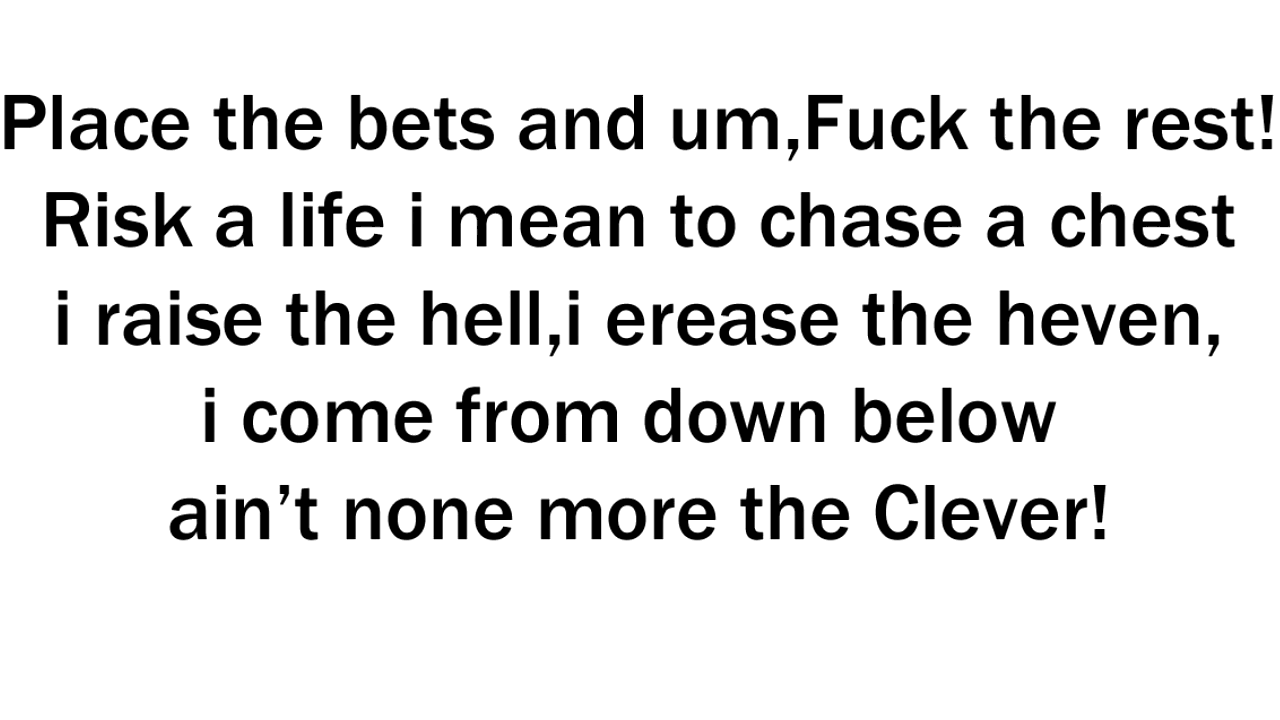 Place the bets and um,Fuck the rest!
Risk a life i mean to chase a chest
i raise the hell,i erease the heven,
i come from down below
ain’t none more the Clever!